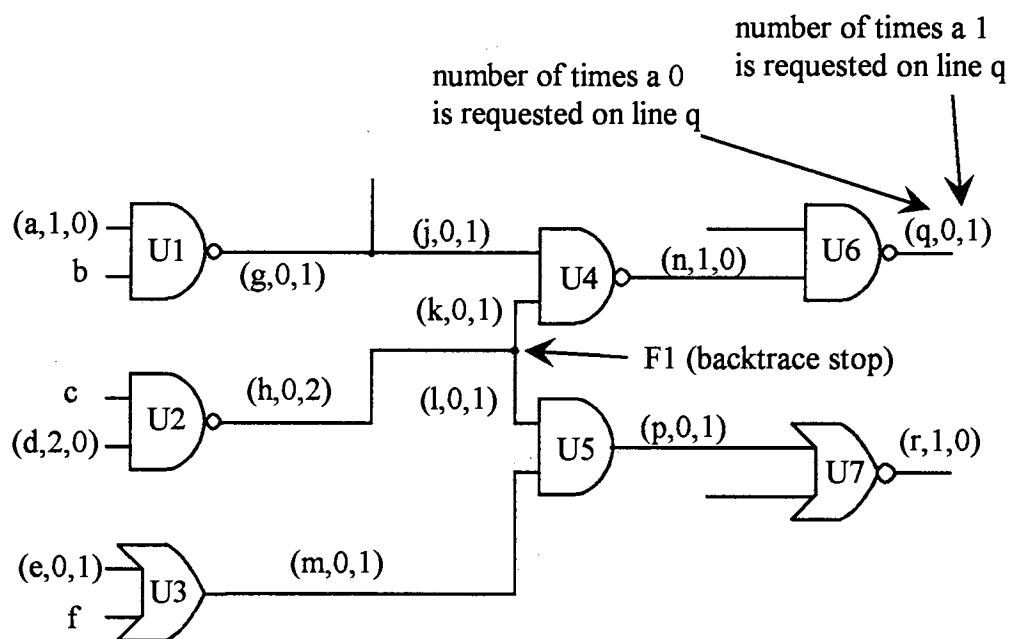 number of times a 1
is requested on line q
number of times a 0
is requested on line q
(a,1,0)
b
U1
(g,0,1)
(j,0,1)
U4
(n,1,0)
U6
(q,0,1)
(k,0,1)
F1 (backtrace stop)
c
(d,2,0)
U2
(h,0,2)
(l,0,1)
U5
(p,0,1)
U7
(r,1,0)
(e,0,1)
f
U3
(m,0,1)